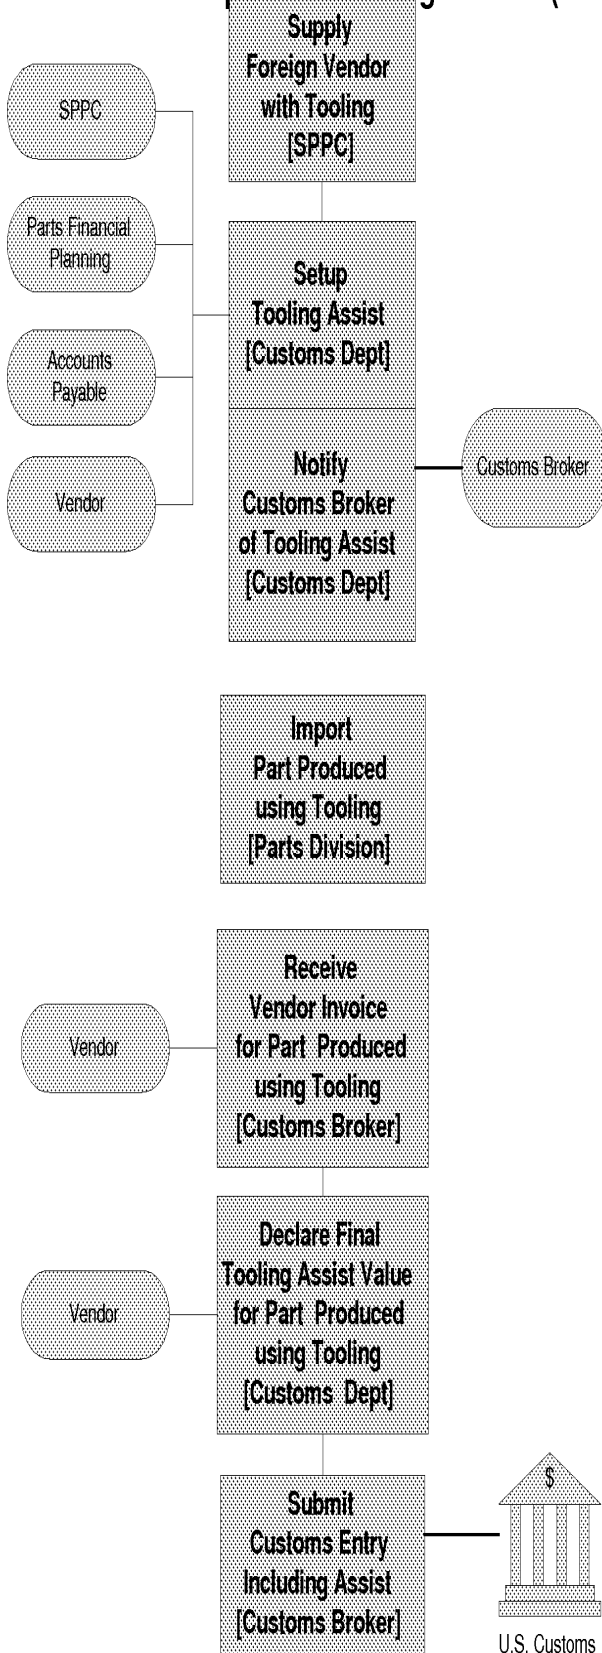 Supply
Foreign Vendor
with Tooling
[SPPC]
SPPC
Parts Financial
Planning
Setup
Tooling Assist
[Customs Dept]
Accounts
Payable
Notify
Customs Broker
of Tooling Assist
[Customs Dept]
Customs Broker
Vendor
Import
Part Produced
using Tooling
[Parts Division]
Receive
Vendor Invoice
for Part Produced
using Tooling
[Customs Broker]
Vendor
Declare Final
Tooling Assist Value
for Part Produced
using Tooling
[Customs Dept]
Vendor
Submit
Customs Entry
Including Assist
[Customs Broker]
$
U.S. Customs